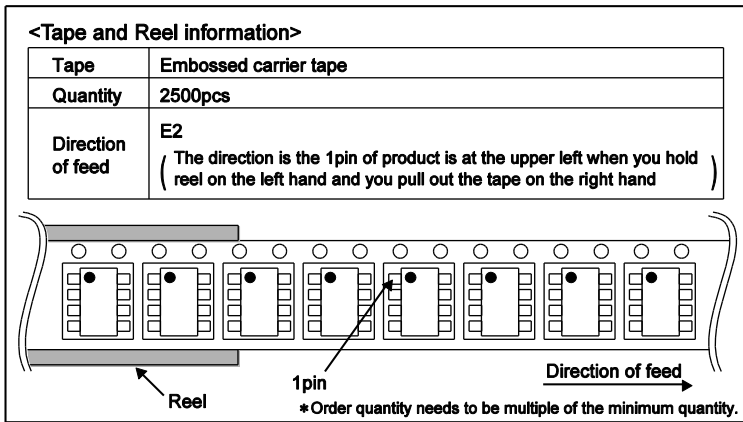 <Tape and Reel information>
Tape Embossed carrier tape
Quantity 2500pcs
Direction of feed E2
( The direction is the 1pin of product is at the upper left when you hold
reel on the left hand and you pull out the tape on the right hand )
Reel
1pin
Direction of feed
*Order quantity needs to be multiple of the minimum quantity.